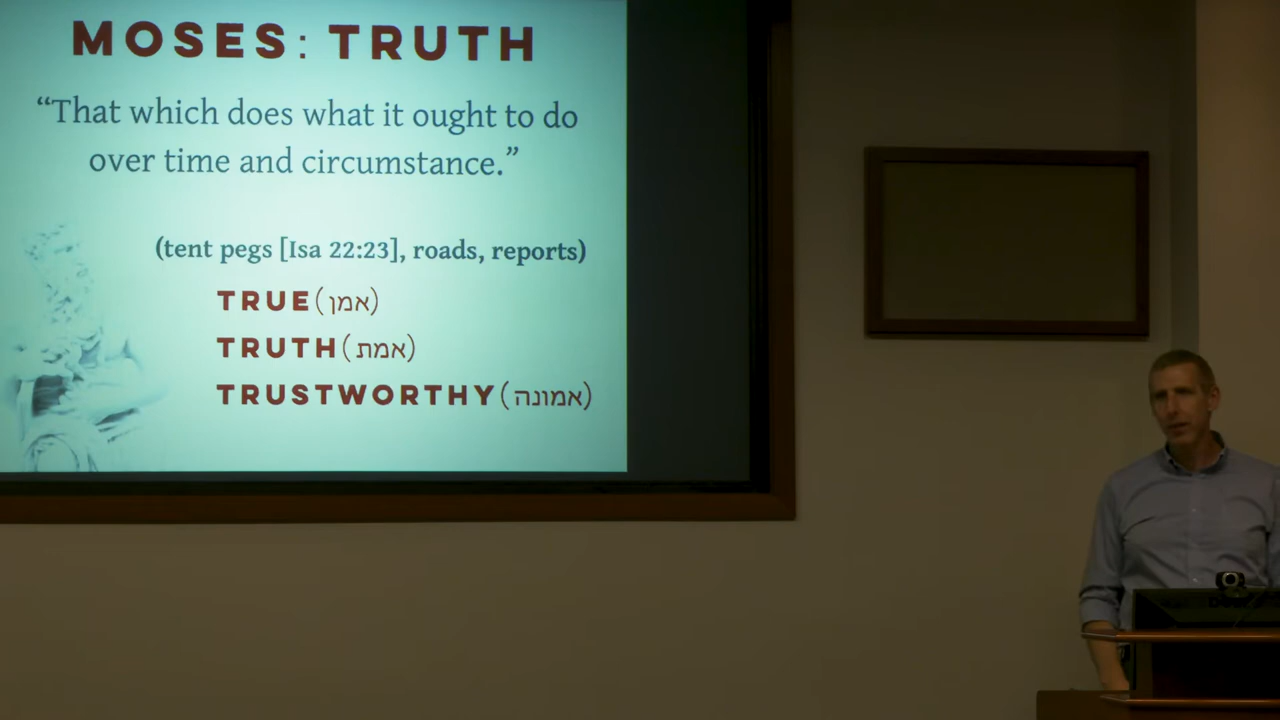 MOSES: TRUTH
“That which does what it ought to do
over time and circumstance.”
(tent pegs [Isa 22:23], roads, reports)
TRUE (אמן)
TRUTH (אמת)
TRUSTWORTHY (אמונה)